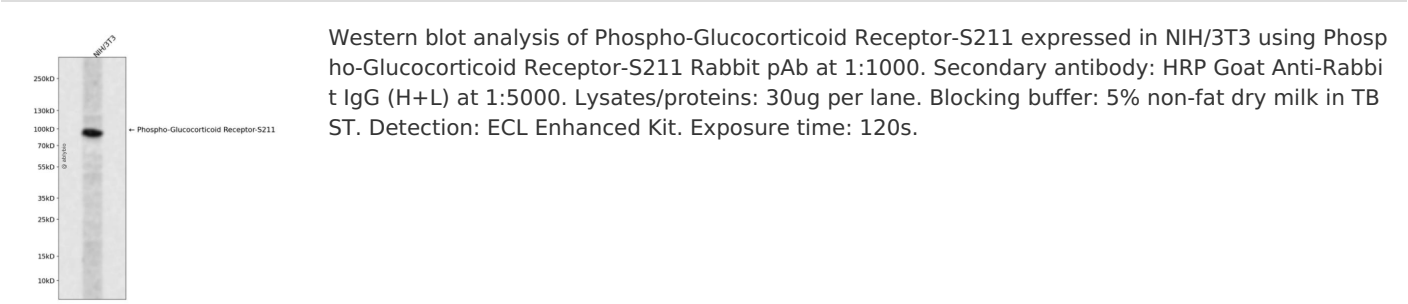 NIH/3T3
250kD
130kD
100kD
← Phospho-Glucocorticoid Receptor-S211
70kD
@ abybio
55kD
35kD
25kD
15kD
10kD
Western blot analysis of Phospho-Glucocorticoid Receptor-S211 expressed in NIH/3T3 using Phosp
ho-Glucocorticoid Receptor-S211 Rabbit pAb at 1:1000. Secondary antibody: HRP Goat Anti-Rabbi
t IgG (H+L) at 1:5000. Lysates/proteins: 30ug per lane. Blocking buffer: 5% non-fat dry milk in TB
ST. Detection: ECL Enhanced Kit. Exposure time: 120s.